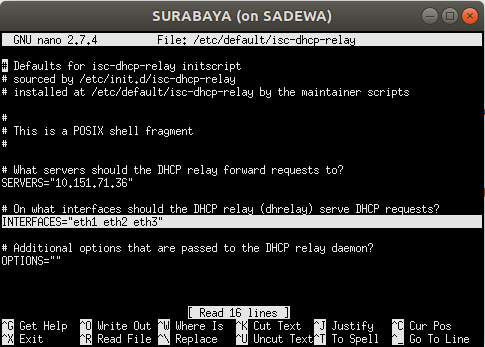 SURABAYA (on SADEWA)
GNU nano 2.7.4 File: /etc/default/isc-dhcp-relay
# Defaults for isc-dhcp-relay initscript
# sourced by /etc/init.d/isc-dhcp-relay
# installed at /etc/default/isc-dhcp-relay by the maintainer scripts
#
# This is a POSIX shell fragment
#
# What servers should the DHCP relay forward requests to?
SERVERS="10.151.71.36"
# On what interfaces should the DHCP relay (dhrelay) serve DHCP requests?
INTERFACES="eth1 eth2 eth3"
# Additional options that are passed to the DHCP relay daemon?
OPTIONS=""
[ Read 16 lines ]
^G Get Help ^O Write Out ^W Where Is ^K Cut Text ^J Justify ^C Cur Pos
^X Exit ^R Read File ^\ Replace ^U Uncut Text ^T To Spell ^_ Go To Line